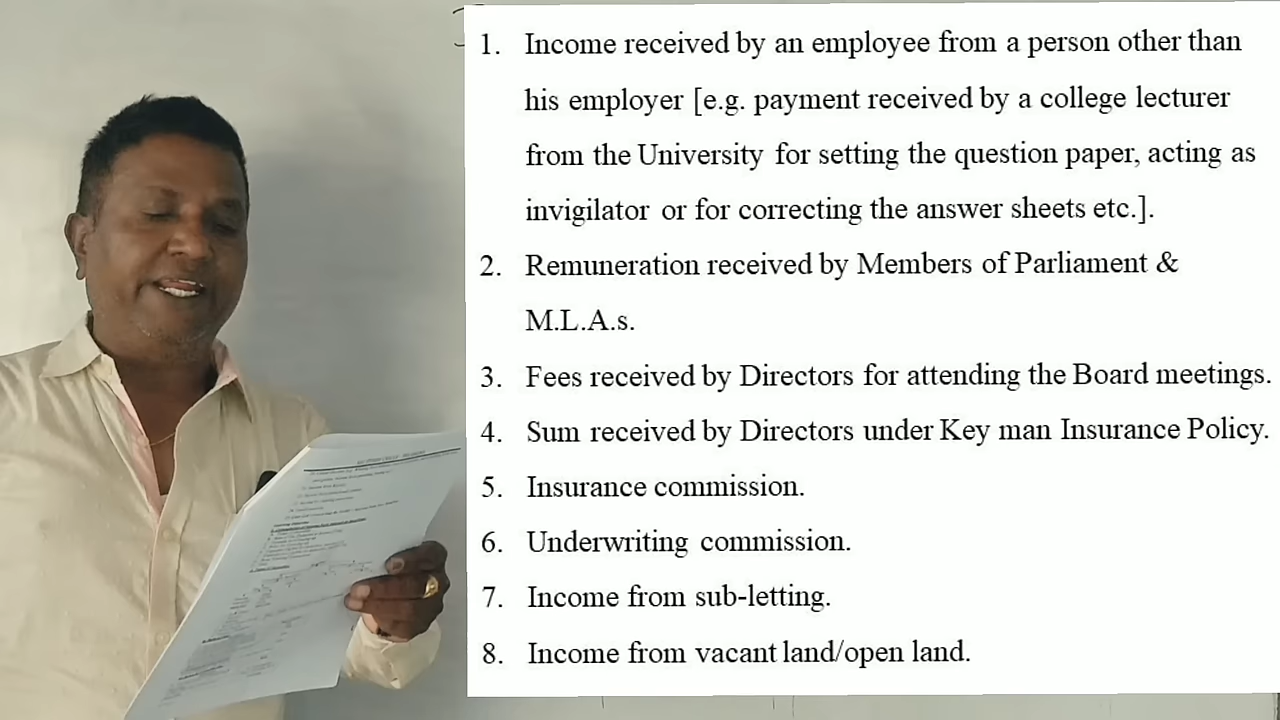 1. Income received by an employee from a person other than
his employer [e.g. payment received by a college lecturer
from the University for setting the question paper, acting as
invigilator or for correcting the answer sheets etc.].
2. Remuneration received by Members of Parliament &
M.L.A.s.
3. Fees received by Directors for attending the Board meetings.
4. Sum received by Directors under Key man Insurance Policy.
5. Insurance commission.
6. Underwriting commission.
7. Income from sub-letting.
8. Income from vacant land/open land.